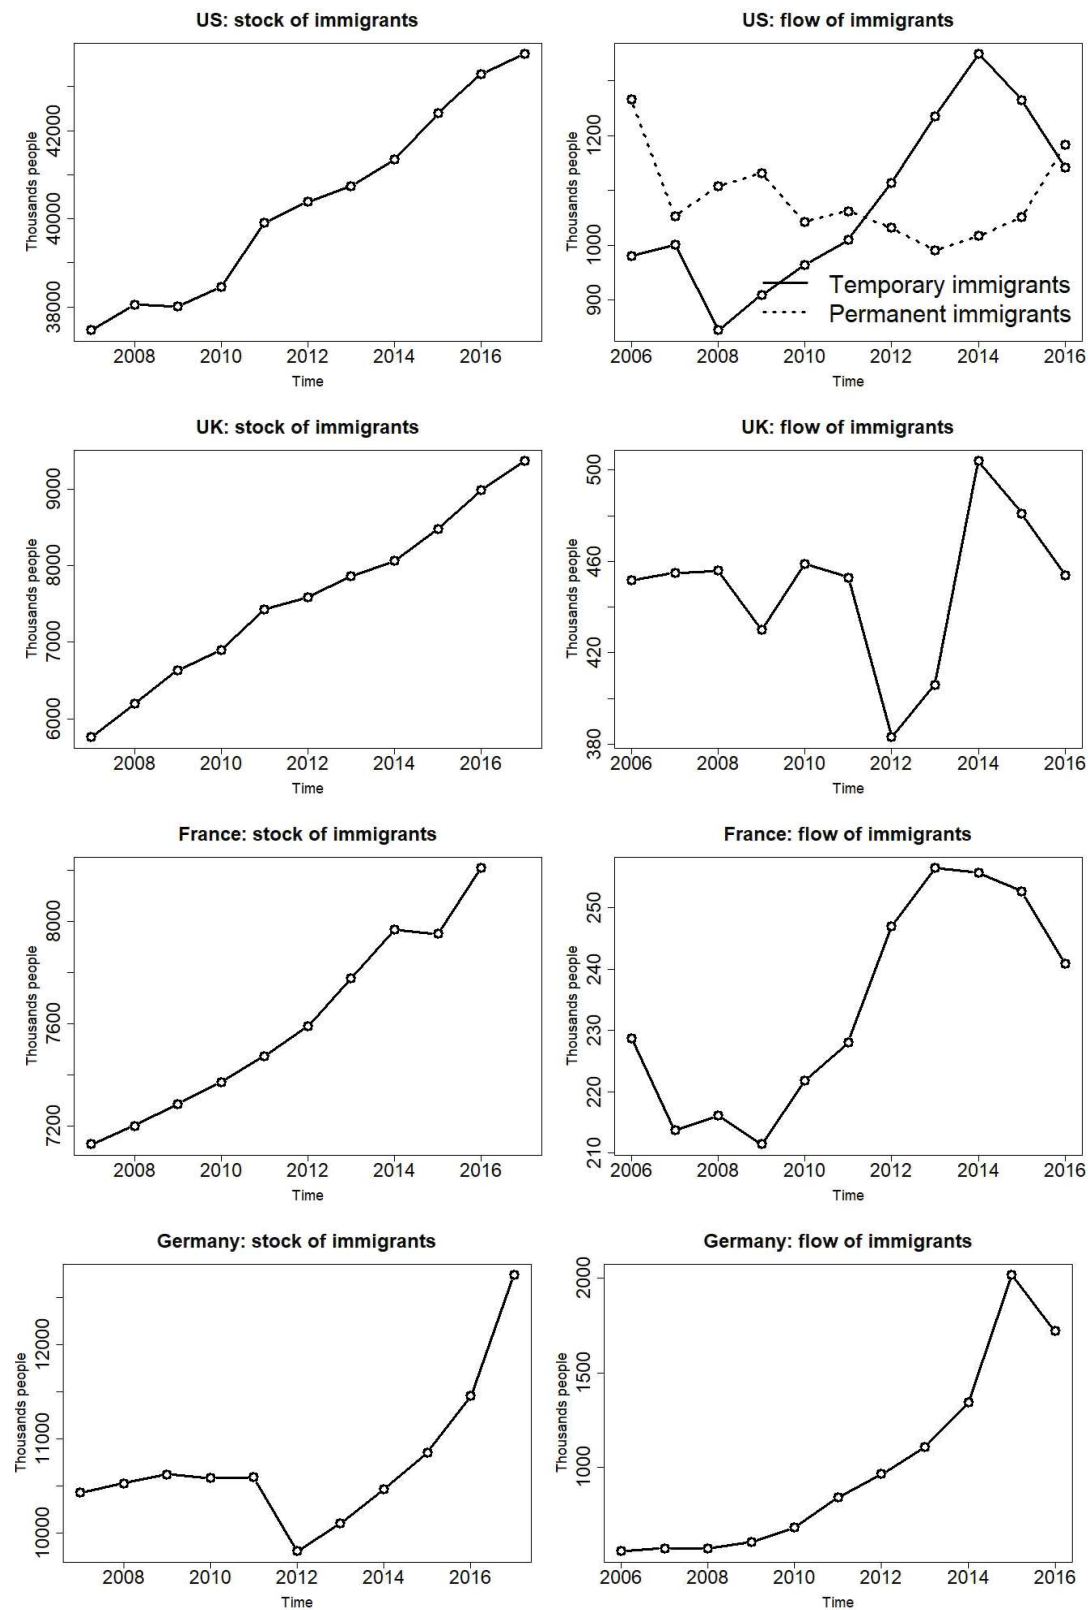 US: stock of immigrants
Thousands people
42000
40000
38000
2008 2010 2012 2014 2016
Time
US: flow of immigrants
Thousands people
1200
1000
900
Temporary immigrants
Permanent immigrants
2006 2008 2010 2012 2014 2016
Time
UK: stock of immigrants
Thousands people
9000
8000
7000
6000
2008 2010 2012 2014 2016
Time
UK: flow of immigrants
Thousands people
500
460
420
380
2006 2008 2010 2012 2014 2016
Time
France: stock of immigrants
Thousands people
8000
7600
7200
2008 2010 2012 2014 2016
Time
France: flow of immigrants
Thousands people
250
240
230
220
210
2006 2008 2010 2012 2014 2016
Time
Germany: stock of immigrants
Thousands people
12000
11000
10000
2008 2010 2012 2014 2016
Time
Germany: flow of immigrants
Thousands people
2000
1500
1000
2006 2008 2010 2012 2014 2016
Time